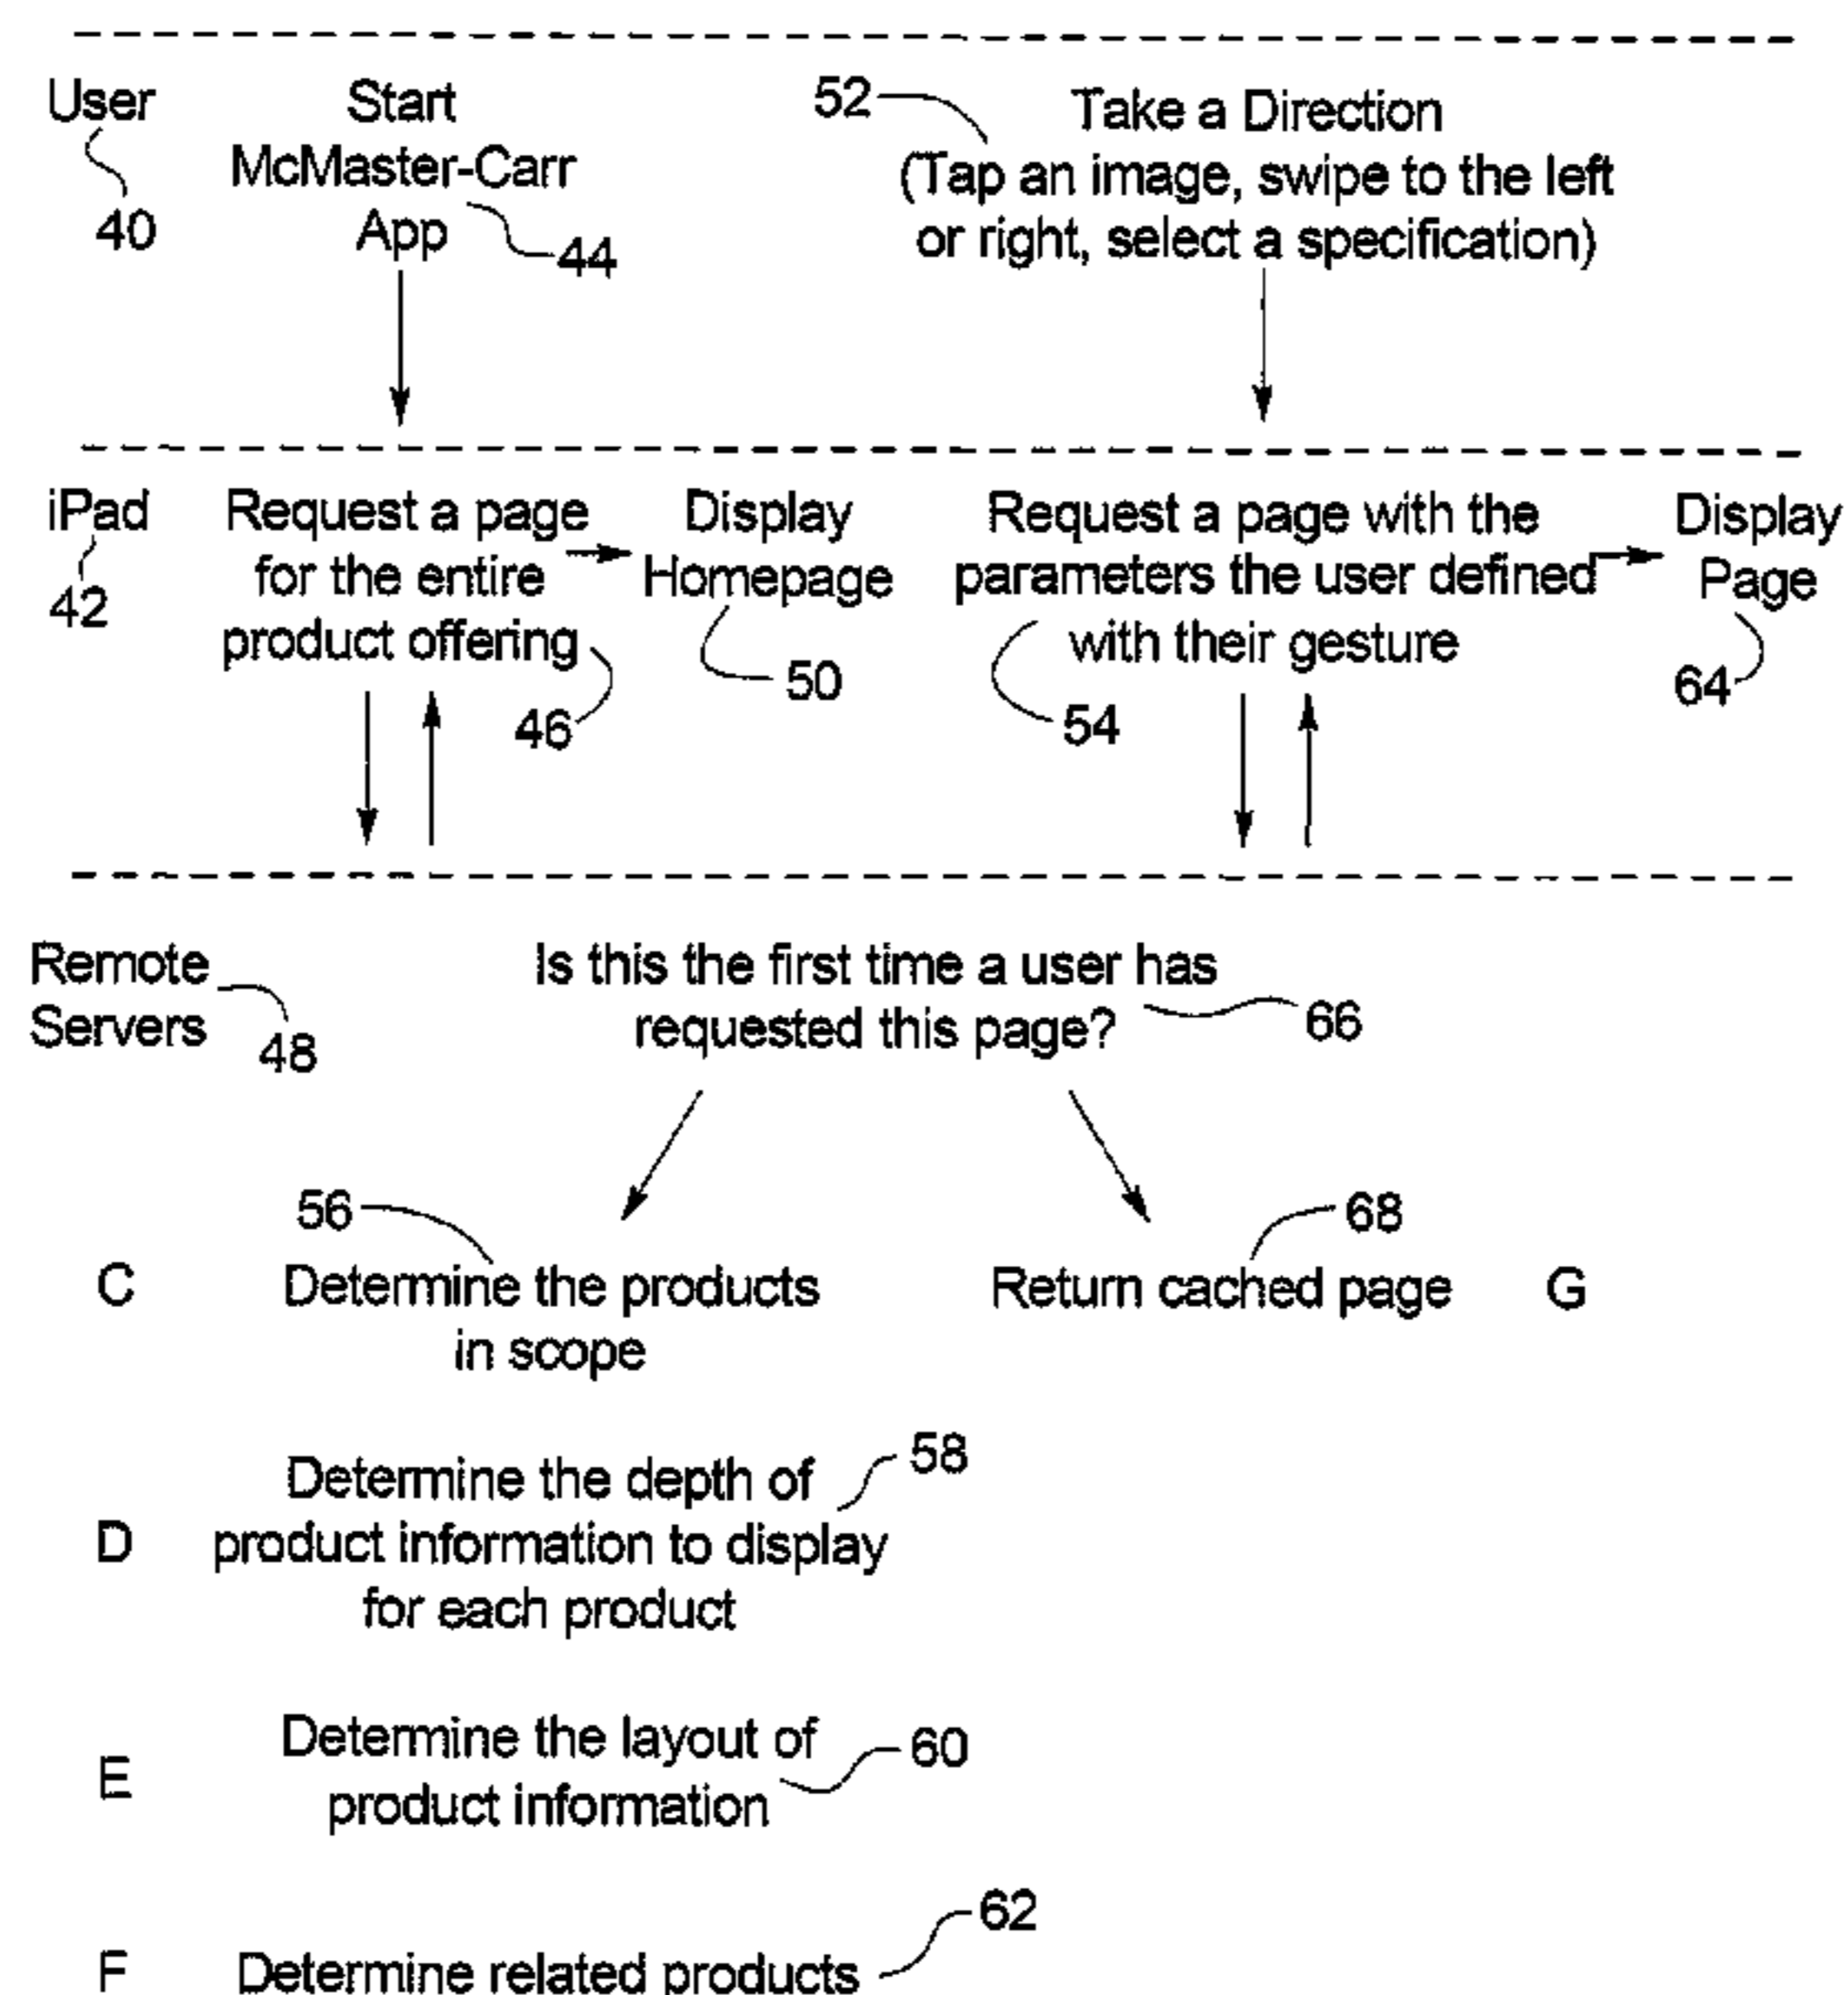 User
40
Start
McMaster-Carr
App
44
52
Take a Direction
(Tap an image, swipe to the left
or right, select a specification)
iPad
42
Request a page
for the entire
product offering
46
Display
Homepage
50
Request a page with the
parameters the user defined
with their gesture
54
Display
Page
64
Remote
Servers
48
Is this the first time a user has
requested this page?
66
56
68
C
Determine the products
in scope
Return cached page
G
D
Determine the depth of
product information to display
for each product
58
E
Determine the layout of
product information
60
F
Determine related products
62